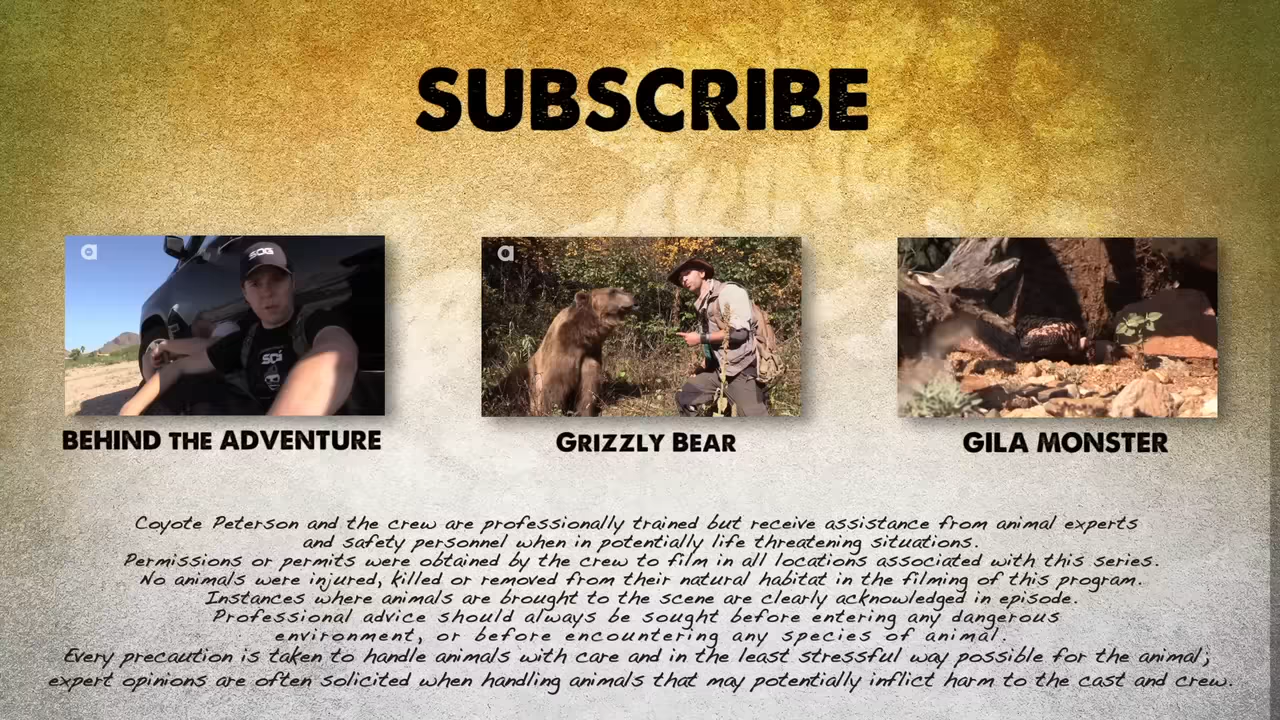 SUBSCRIBE
a
SOG
SOG
a
BEHIND THE ADVENTURE
GRIZZLY BEAR
GILA MONSTER
Coyote Peterson and the crew are professionally trained but receive assistance from animal experts
and safety personnel when in potentially life threatening situations.
Permissions or permits were obtained by the crew to film in all locations associated with this series.
No animals were injured, killed or removed from their natural habitat in the filming of this program.
Instances where animals are brought to the scene are clearly acknowledged in episode.
Professional advice should always be sought before entering any dangerous
environment, or before encountering any species of animal.
Every precaution is taken to handle animals with care and in the least stressful way possible for the animal;
expert opinions are often solicited when handling animals that may potentially inflict harm to the cast and crew.